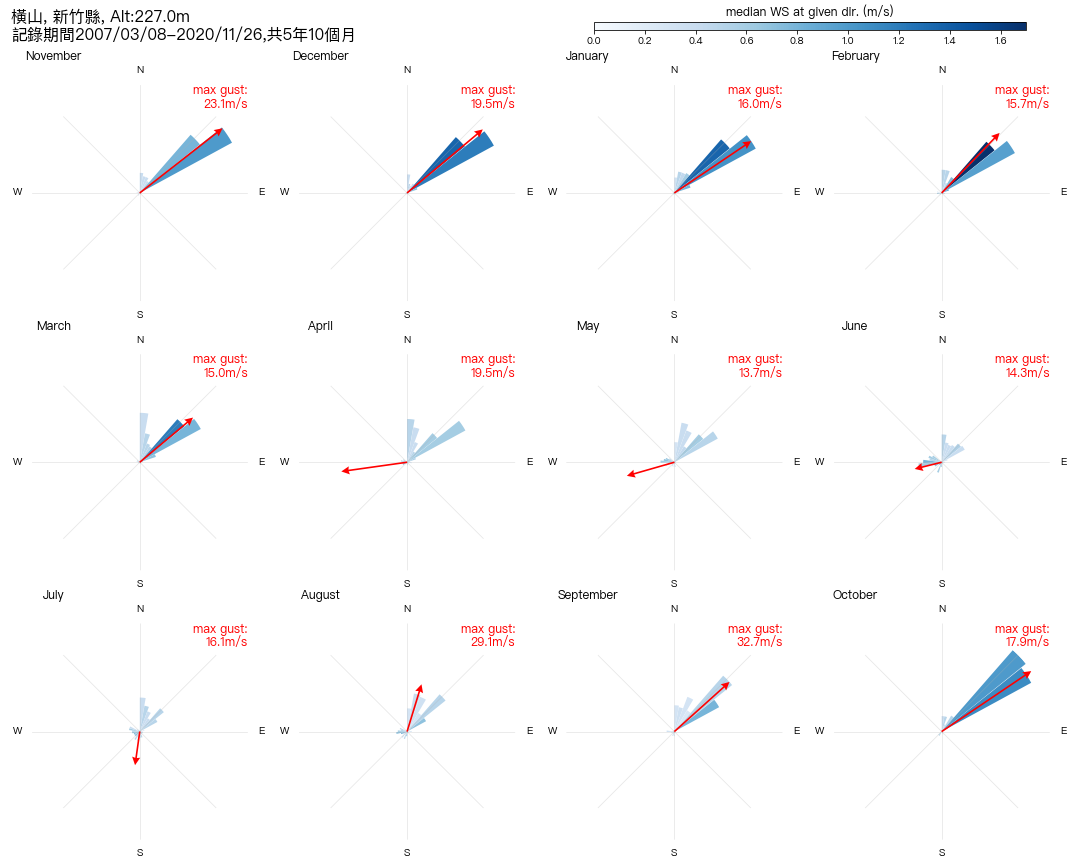 橫山, 新竹縣, Alt:227.0m
記錄期間2007/03/08-2020/11/26,共5年10個月
median WS at given dir. (m/s)
0.0 0.2 0.4 0.6 0.8 1.0 1.2 1.4 1.6
November
N
max gust:
23.1m/s
W
E
S
December
N
max gust:
19.5m/s
W
E
S
January
N
max gust:
16.0m/s
W
E
S
February
N
max gust:
15.7m/s
W
E
S
March
N
max gust:
15.0m/s
W
E
S
April
N
max gust:
19.5m/s
W
E
S
May
N
max gust:
13.7m/s
W
E
S
June
N
max gust:
14.3m/s
W
E
S
July
N
max gust:
16.1m/s
W
E
S
August
N
max gust:
29.1m/s
W
E
S
September
N
max gust:
32.7m/s
W
E
S
October
N
max gust:
17.9m/s
W
E
S